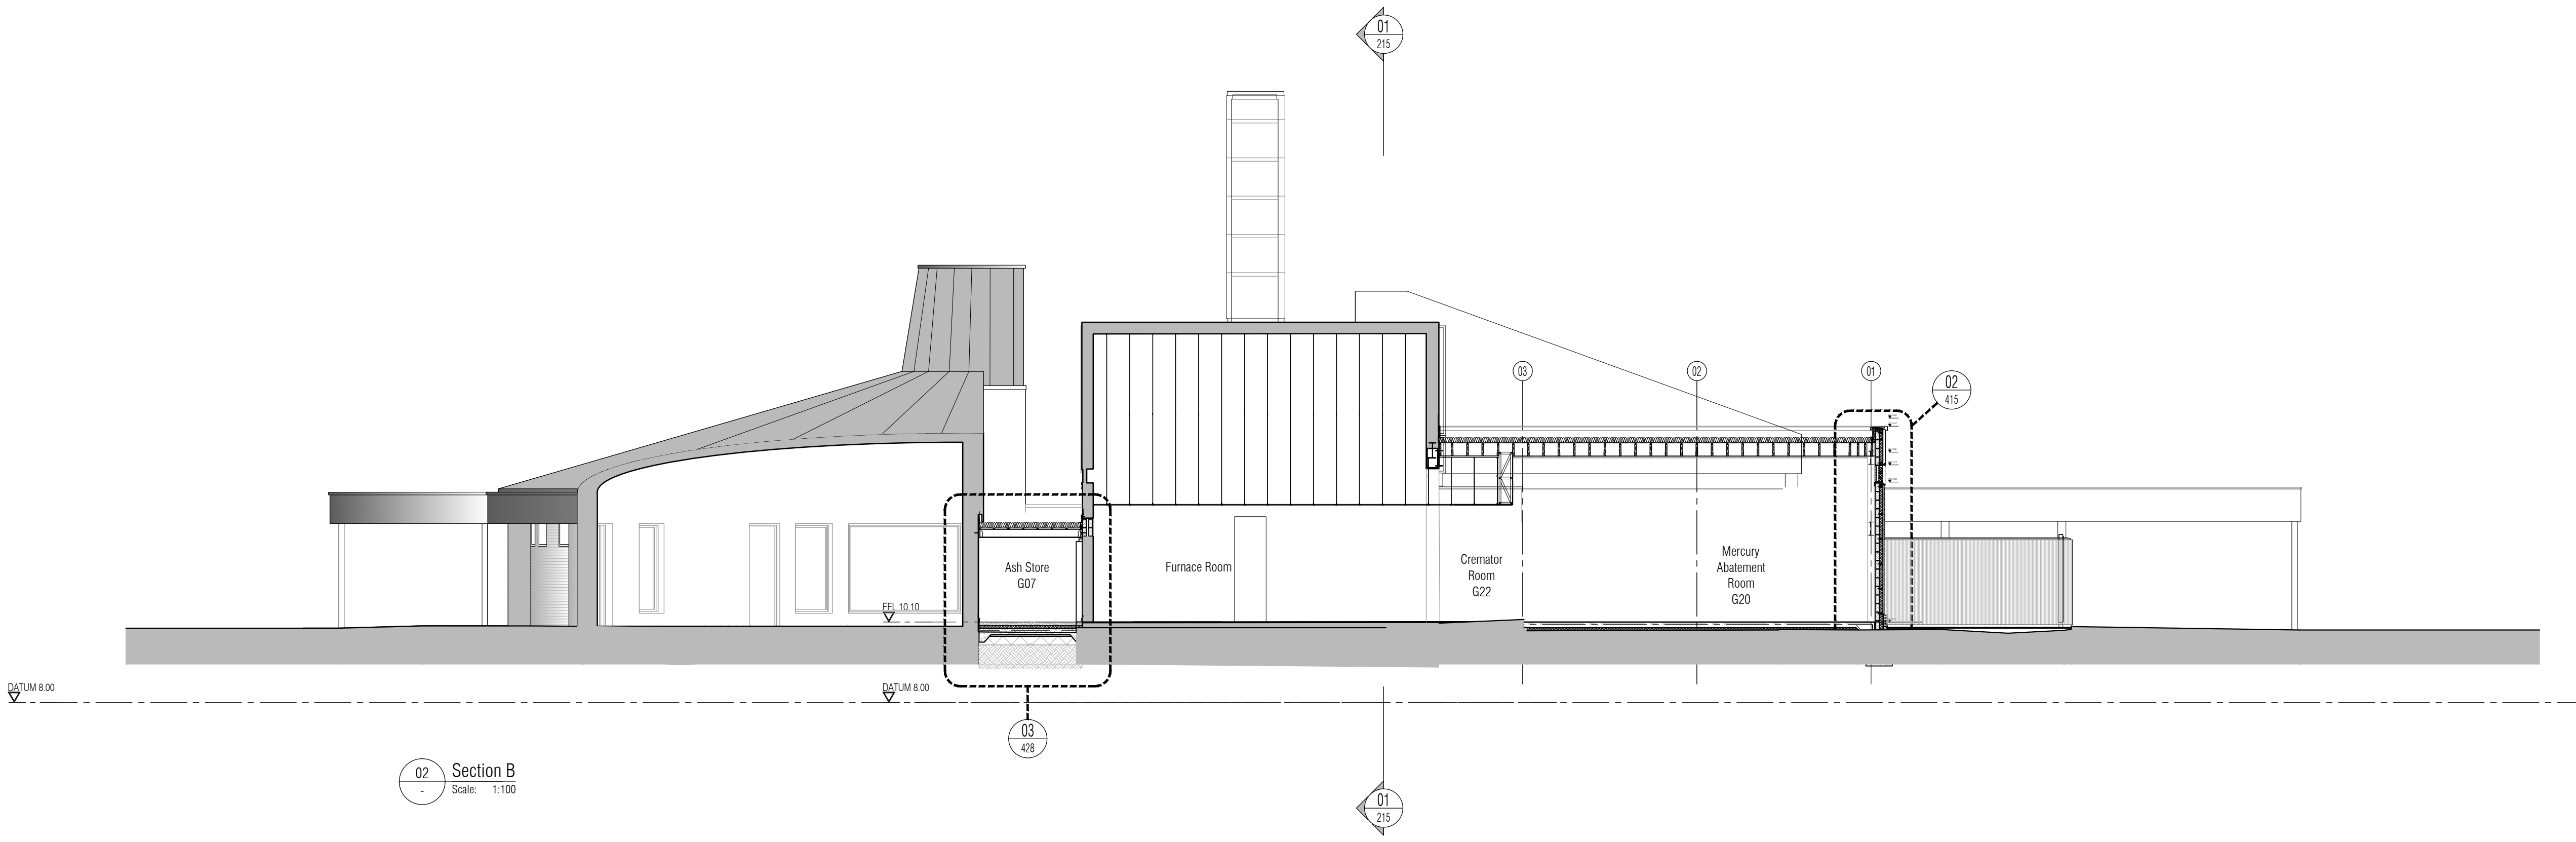 01
215
03
02
01
02
415
Ash Store
G07
Furnace Room
Cremator
Room
G22
Mercury
Abatement
Room
G20
FFL 10.10
DATUM 8.00
DATUM 8.00
03
428
02
-
Section B
Scale: 1:100
01
215